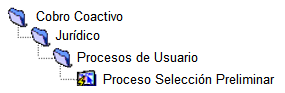 Cobro Coactivo
Jurídico
Procesos de Usuario
Proceso Selección Preliminar